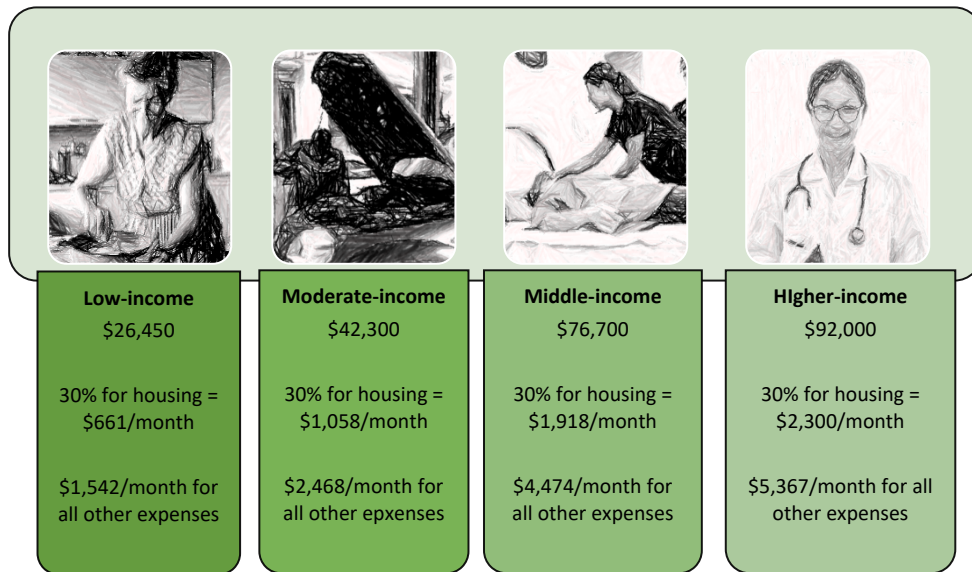 Low-income
$26,450
30% for housing =
$661/month
$1,542/month for
all other expenses
Moderate-income
$42,300
30% for housing =
$1,058/month
$2,468/month for
all other epxenses
Middle-income
$76,700
30% for housing =
$1,918/month
$4,474/month for
all other expenses
HIgher-income
$92,000
30% for housing =
$2,300/month
$5,367/month for all
other expenses